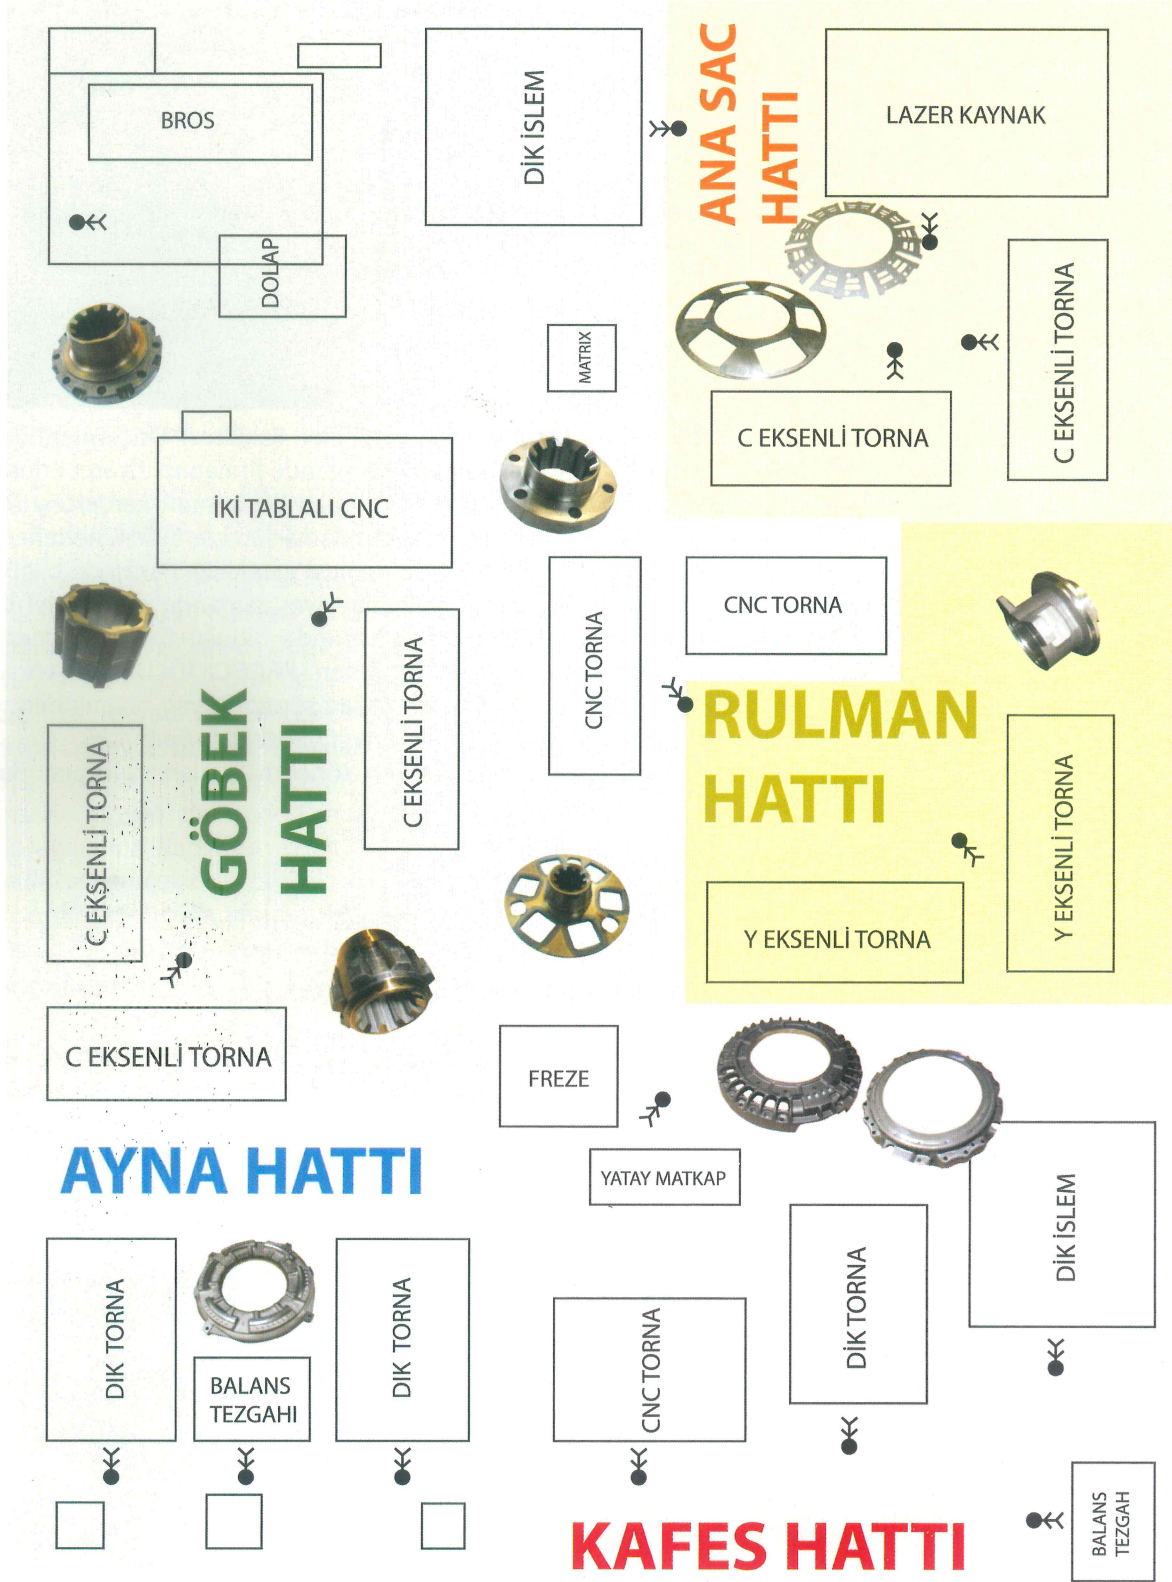 BROS
DİK İSLEM
ANA SAC
HATTI
LAZER KAYNAK
DOLAP
MATRIX
C EKSENLİ TORNA
C EKSENLİ TORNA
İKİ TABLALI CNC
CNC TORNA
CNC TORNA
C EKSENLİ TORNA
C EKSENLİ TORNA
GÖBEK
HATTI
RULMAN
HATTI
Y EKSENLİ TORNA
Y EKSENLİ TORNA
C EKSENLİ TORNA
FREZE
YATAY MATKAP
AYNA HATTI
DIK TORNA
BALANS
TEZGAHI
DIK TORNA
CNC TORNA
DİK TORNA
DİK İSLEM
BALANS
TEZGAH
KAFES HATTI